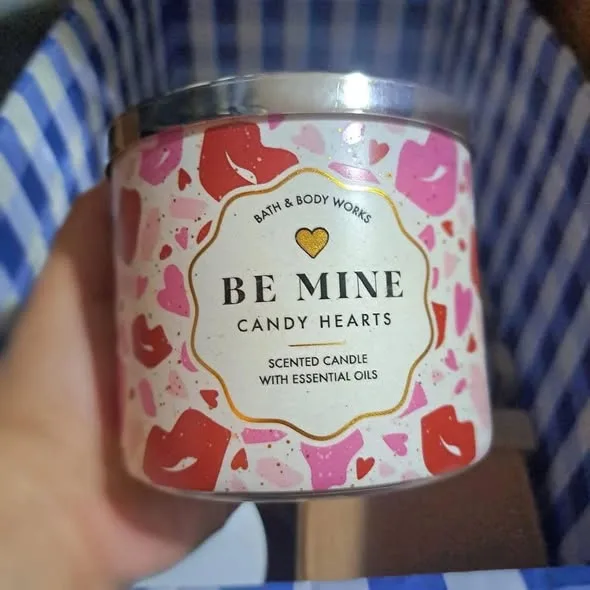 BATH & BODY WORKS
BE MINE
CANDY HEARTS
SCENTED CANDLE
WITH ESSENTIAL OILS